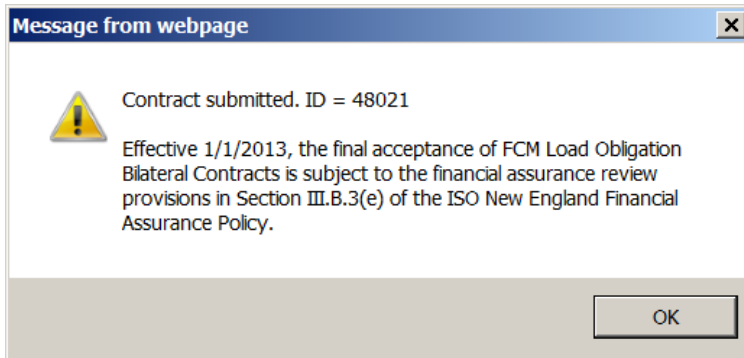 Message from webpage
Contract submitted. ID = 48021
Effective 1/1/2013, the final acceptance of FCM Load Obligation
Bilateral Contracts is subject to the financial assurance review
provisions in Section III.B.3(e) of the ISO New England Financial
Assurance Policy.
OK